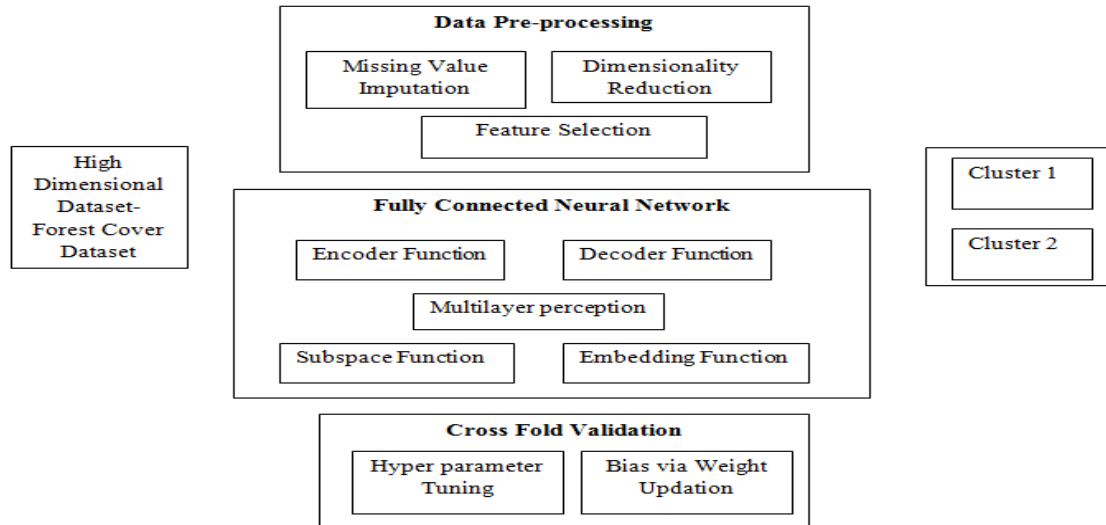 Data Pre-processing
Missing Value
Imputation
Dimensionality
Reduction
Feature Selection
High
Dimensional
Dataset-
Forest Cover
Dataset
Fully Connected Neural Network
Encoder Function
Decoder Function
Multilayer perception
Subspace Function
Embedding Function
Cross Fold Validation
Hyper parameter
Tuning
Bias via Weight
Updation
Cluster 1
Cluster 2